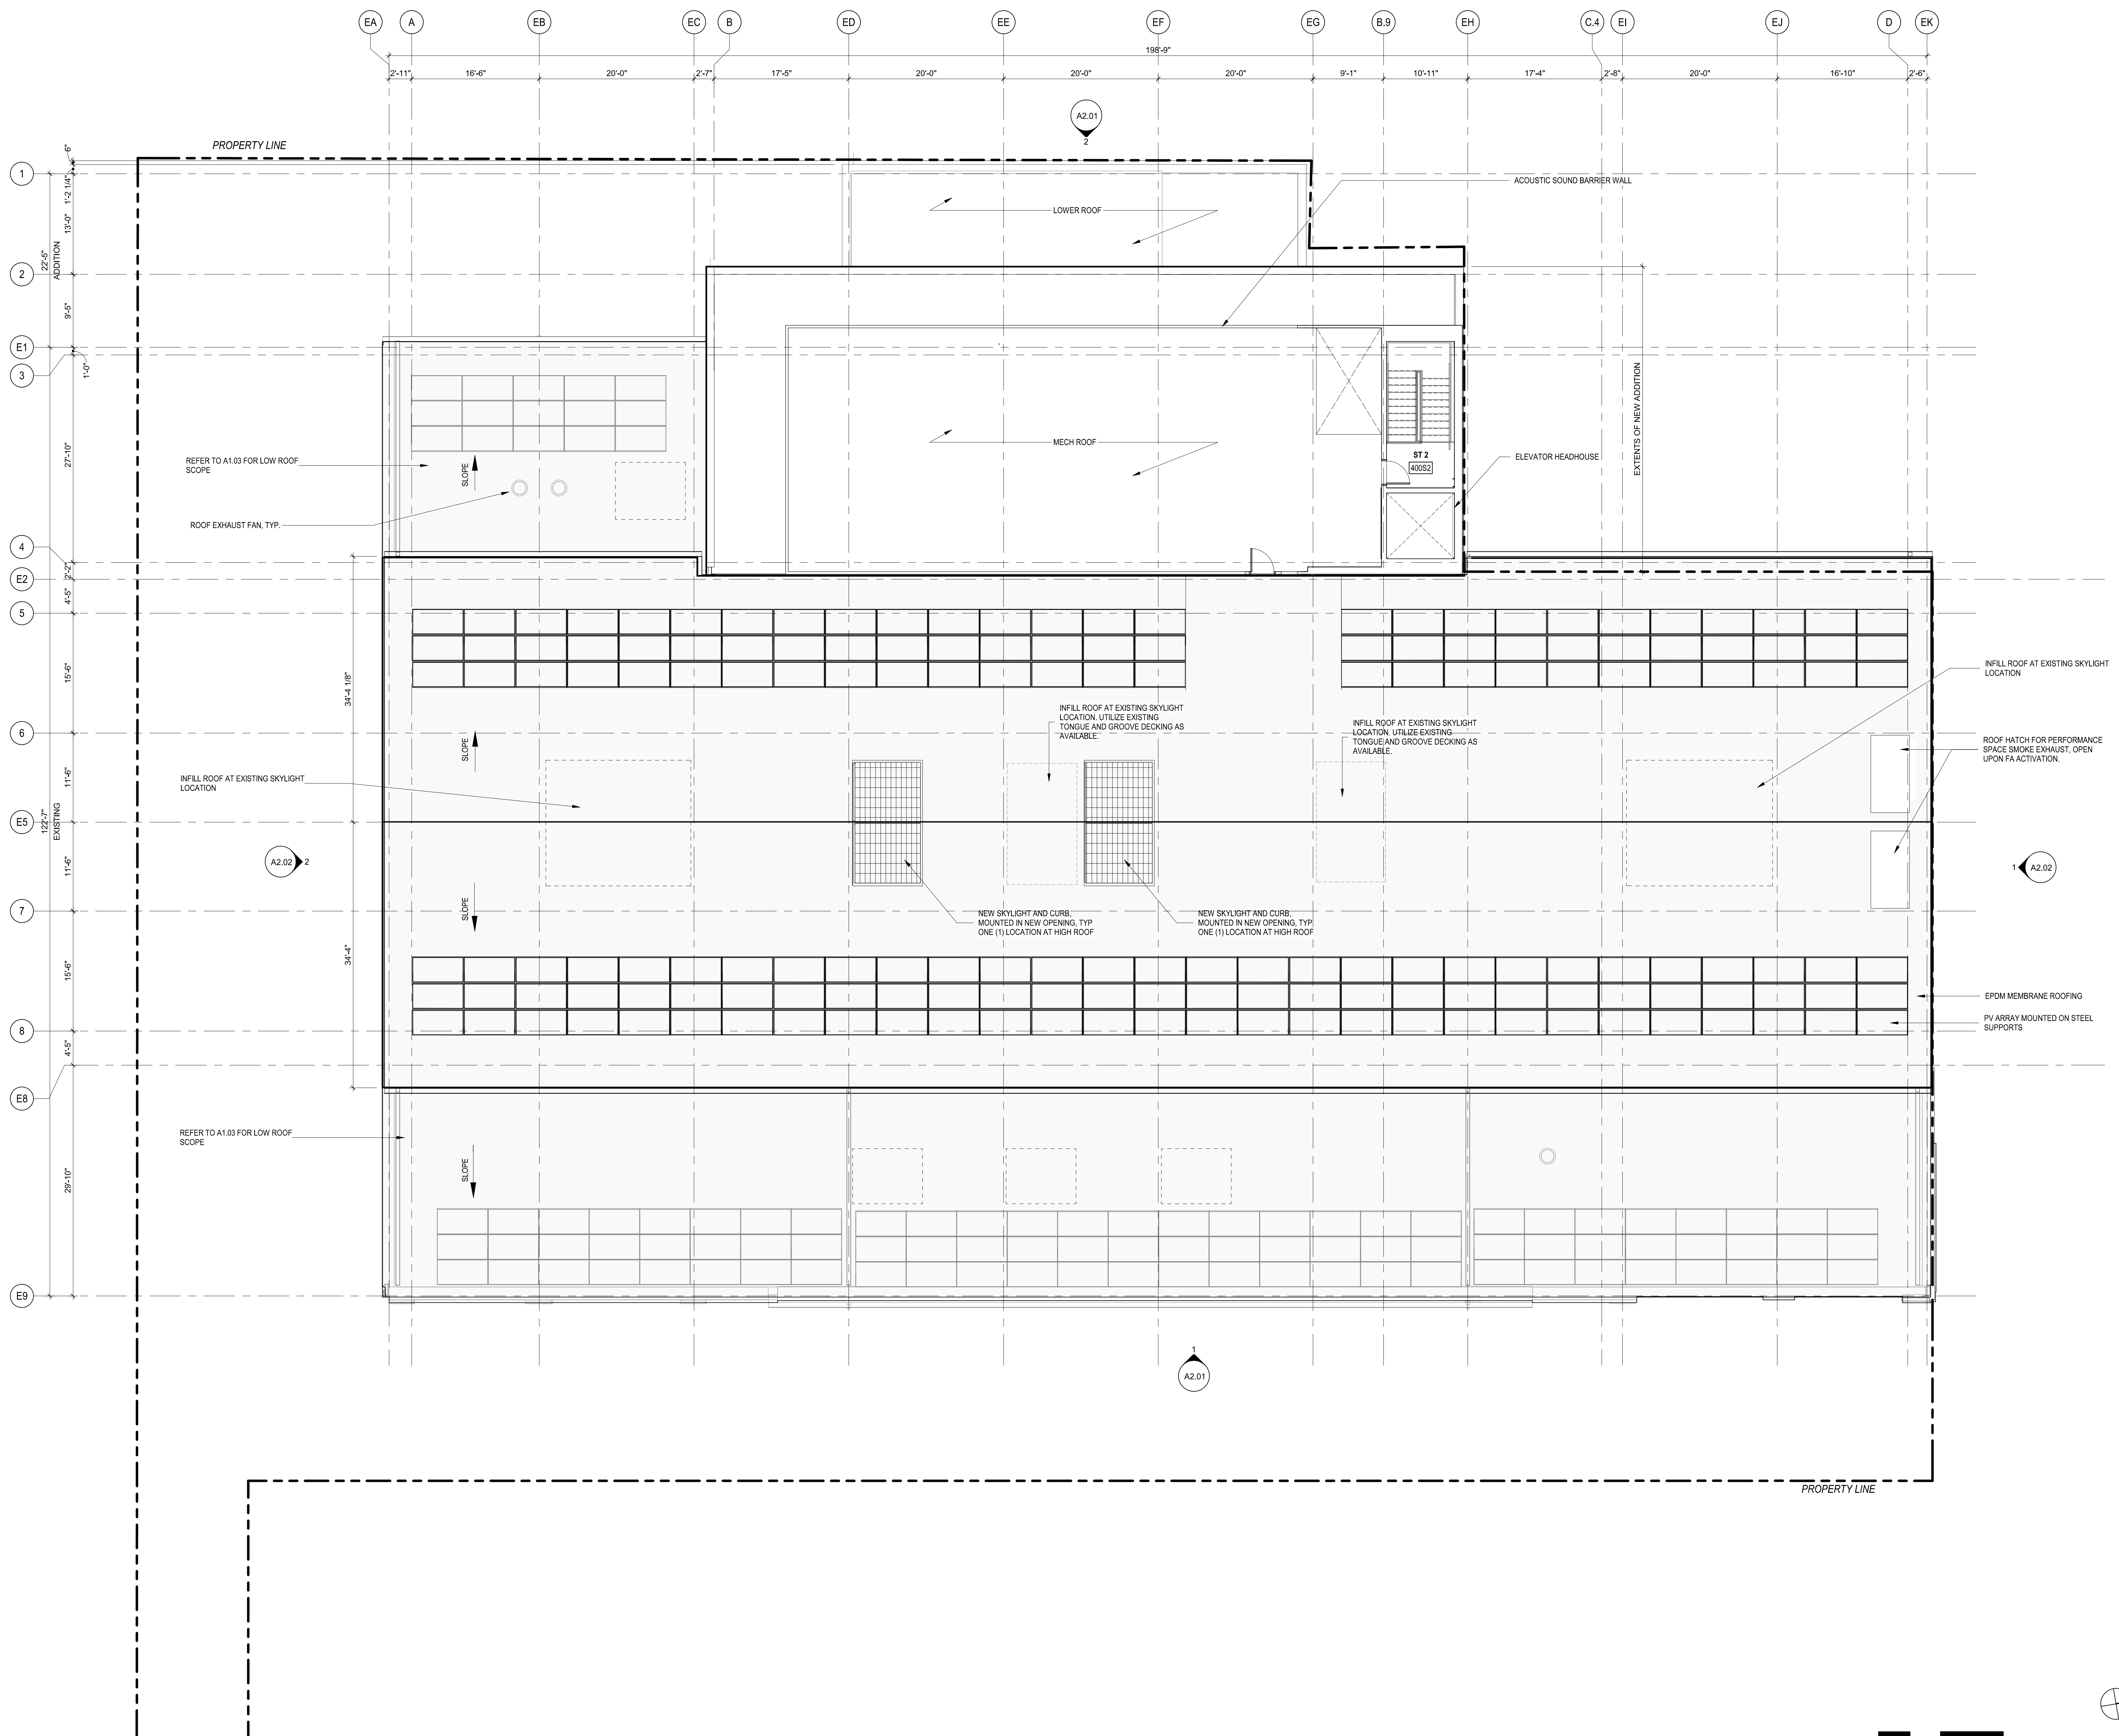 EA
A
EB
EC
B
ED
EE
EF
EG
B.9
EH
C.4
EI
EJ
D
EK
198'-9"
2'-11"
16'-6"
20'-0"
2'-7"
17'-5"
20'-0"
20'-0"
20'-0"
9'-1"
10'-11"
17'-4"
2'-8"
20'-0"
16'-10"
2'-6"
A2.01
2
PROPERTY LINE
6"
1
1'-2 1/4"
13'-0"
22'-5"
ADDITION
2
9'-5"
E1
3
1'-0"
27'-10"
4
2'-2"
E2
4'-5"
5
15'-6"
34'-4 1/8"
6
11'-6"
122'-7"
EXISTING
E5
11'-6"
7
34'-4"
15'-6"
8
4'-5"
E8
29'-10"
E9
ACOUSTIC SOUND BARRIER WALL
LOWER ROOF
EXTENTS OF NEW ADDITION
MECH ROOF
ST 2
400S2
ELEVATOR HEADHOUSE
REFER TO A1.03 FOR LOW ROOF
SCOPE
SLOPE
ROOF EXHAUST FAN, TYP.
INFILL ROOF AT EXISTING SKYLIGHT
LOCATION
INFILL ROOF AT EXISTING SKYLIGHT
LOCATION. UTILIZE EXISTING
TONGUE AND GROOVE DECKING AS
AVAILABLE.
INFILL ROOF AT EXISTING SKYLIGHT
LOCATION. UTILIZE EXISTING
TONGUE AND GROOVE DECKING AS
AVAILABLE.
SLOPE
ROOF HATCH FOR PERFORMANCE
SPACE SMOKE EXHAUST, OPEN
UPON FA ACTIVATION.
INFILL ROOF AT EXISTING SKYLIGHT
LOCATION
A2.02
2
1
A2.02
SLOPE
NEW SKYLIGHT AND CURB,
MOUNTED IN NEW OPENING, TYP
ONE (1) LOCATION AT HIGH ROOF
NEW SKYLIGHT AND CURB,
MOUNTED IN NEW OPENING, TYP
ONE (1) LOCATION AT HIGH ROOF
EPDM MEMBRANE ROOFING
PV ARRAY MOUNTED ON STEEL
SUPPORTS
REFER TO A1.03 FOR LOW ROOF
SCOPE
SLOPE
1
A2.01
PROPERTY LINE